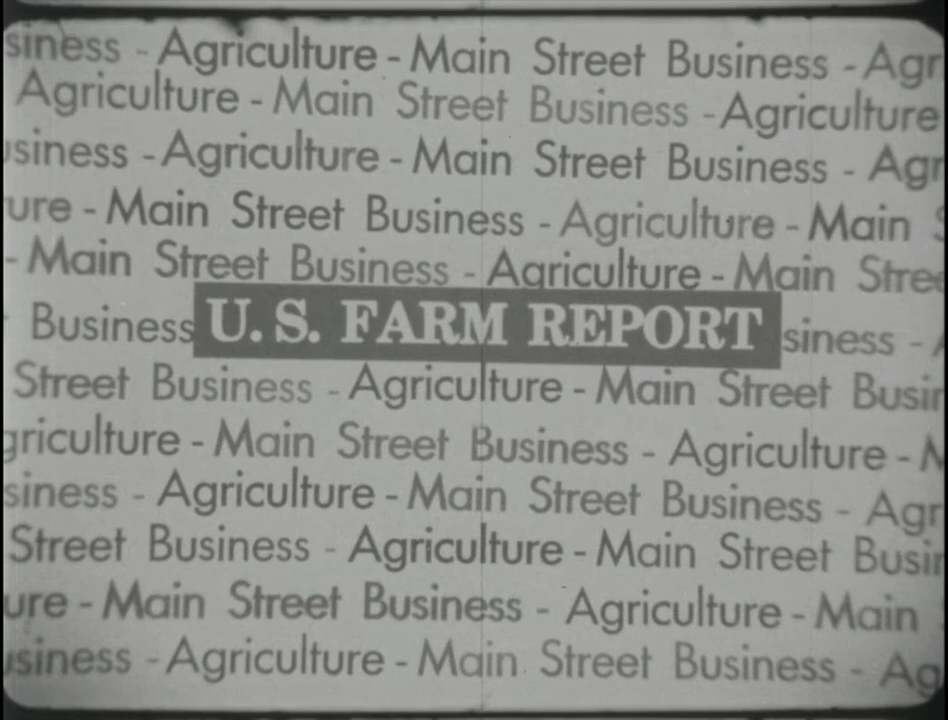 siness - Agriculture - Main Street Business - Agr
Agriculture - Main Street Business - Agriculture
usiness - Agriculture - Main Street Business - Agr
ure - Main Street Business - Agriculture - Main S
- Main Street Business - Agriculture - Main Stree
- Business U.S. FARM REPORT siness - A
Street Business - Agriculture - Main Street Busin
griculture - Main Street Business - Agriculture - M
siness - Agriculture - Main Street Business - Agr
Street Business - Agriculture - Main Street Busin
ure - Main Street Business - Agriculture - Main
usiness - Agriculture - Main Street Business - Ag